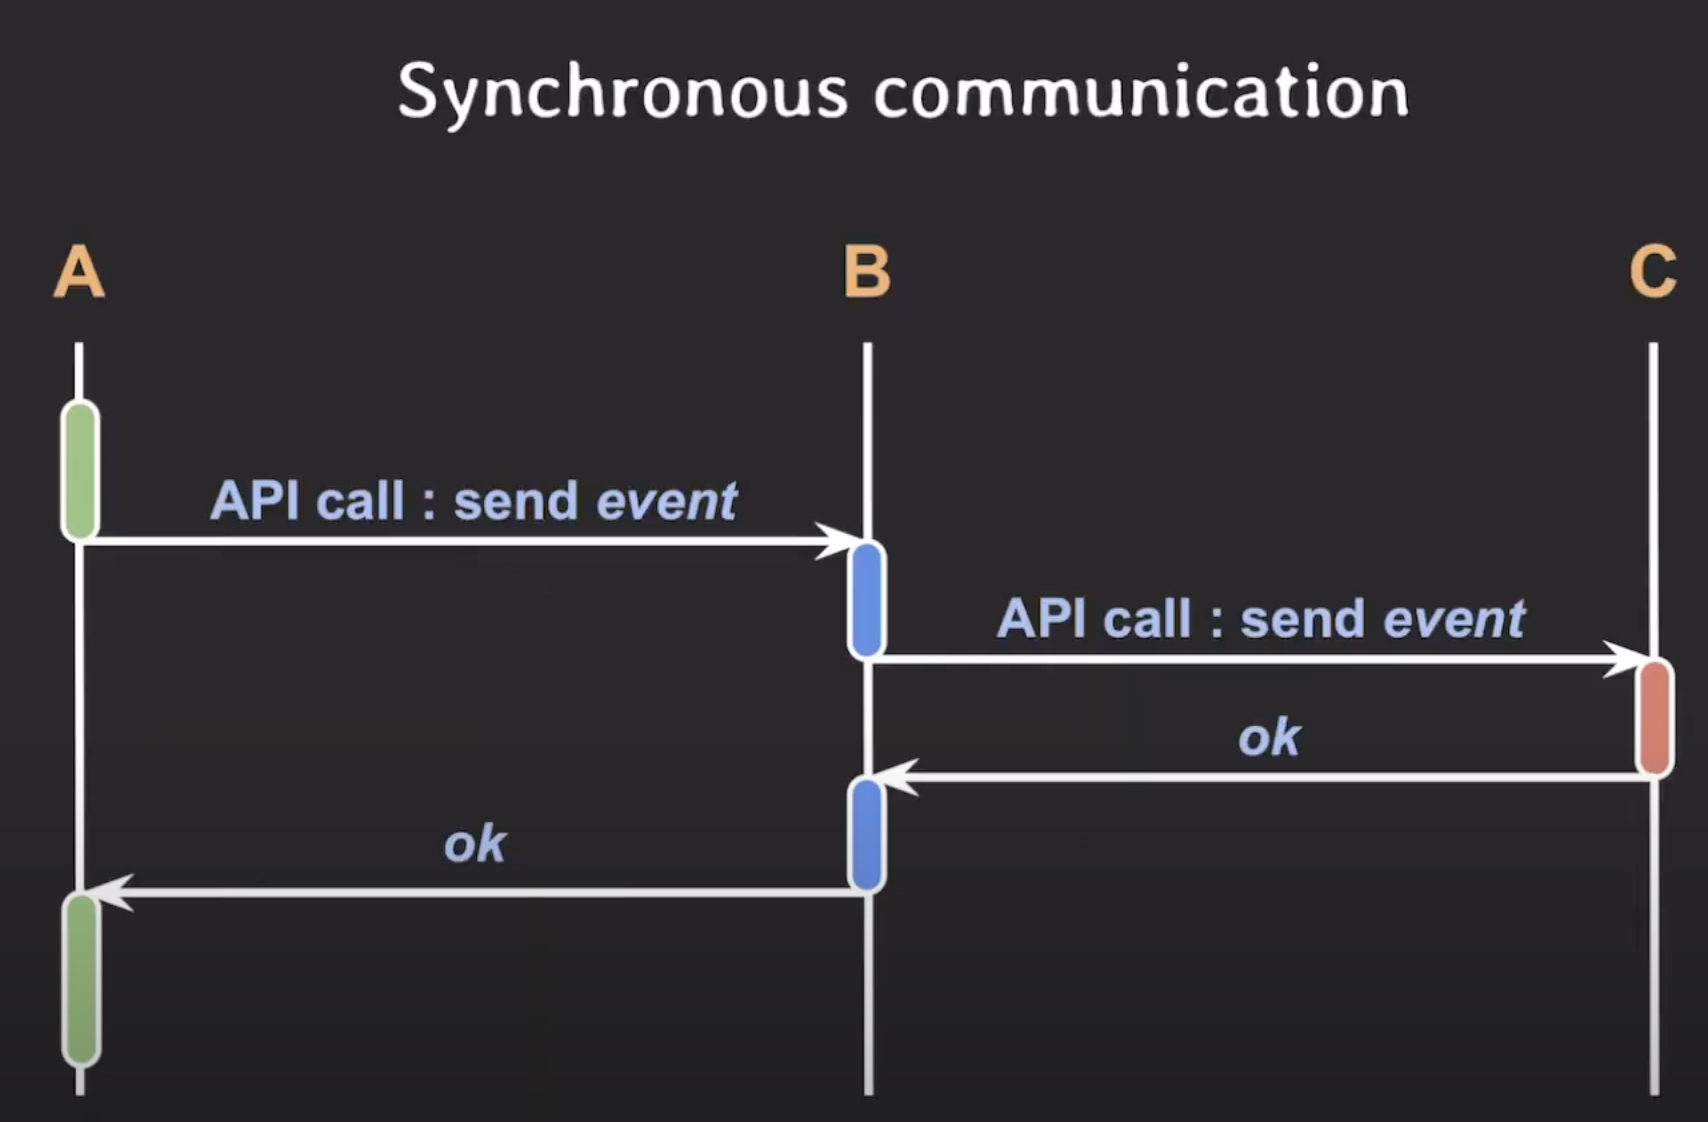 Synchronous communication
A
B
C
API call : send event
API call : send event
ok
ok